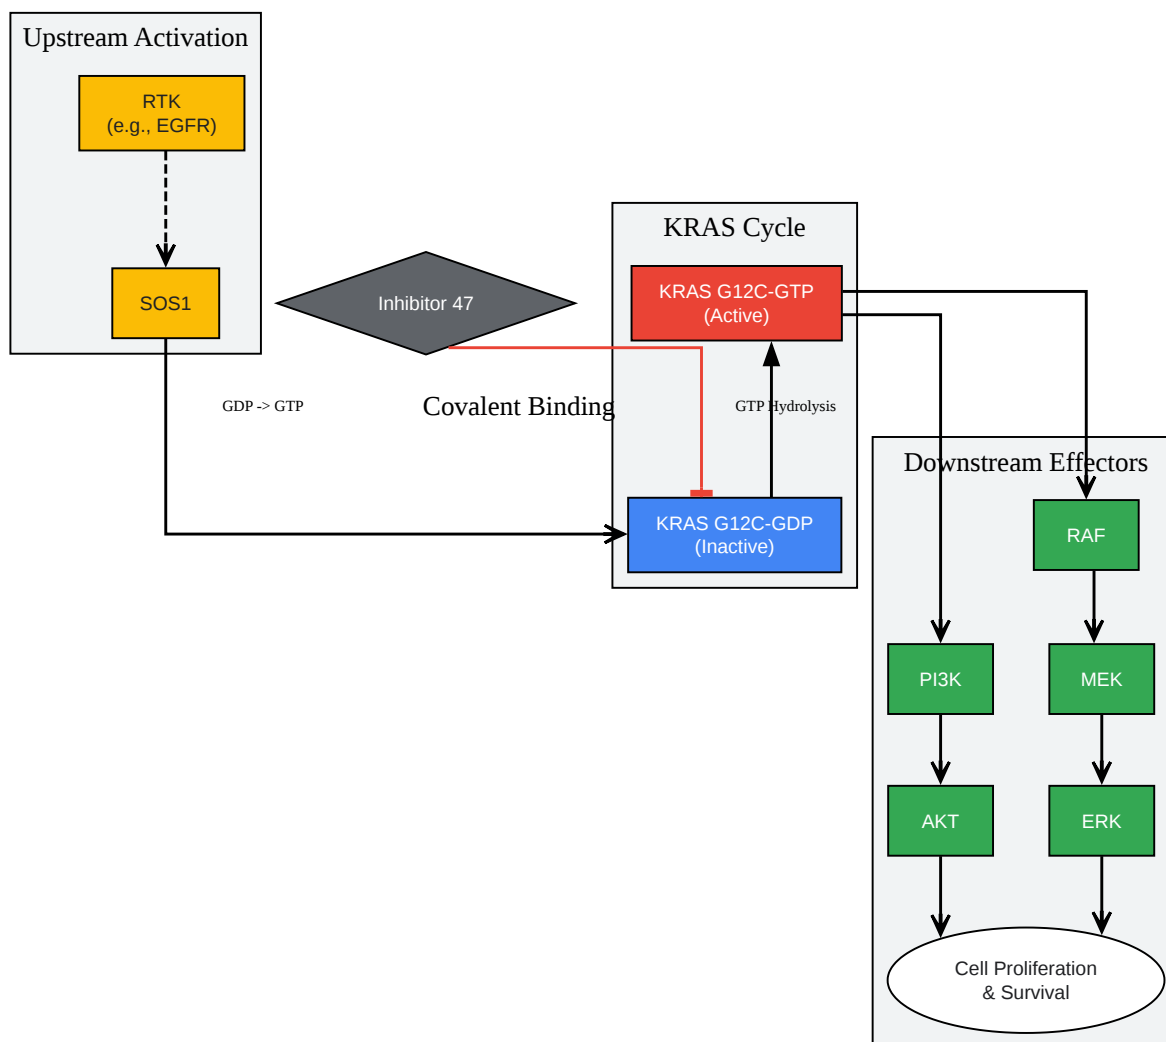 Upstream Activation
RTK
(e.g., EGFR)
SOS1
Inhibitor 47
KRAS Cycle
KRAS G12C-GTP
(Active)
GDP -> GTP
Covalent Binding
GTP Hydrolysis
KRAS G12C-GDP
(Inactive)
Downstream Effectors
RAF
PI3K
MEK
AKT
ERK
Cell Proliferation
& Survival